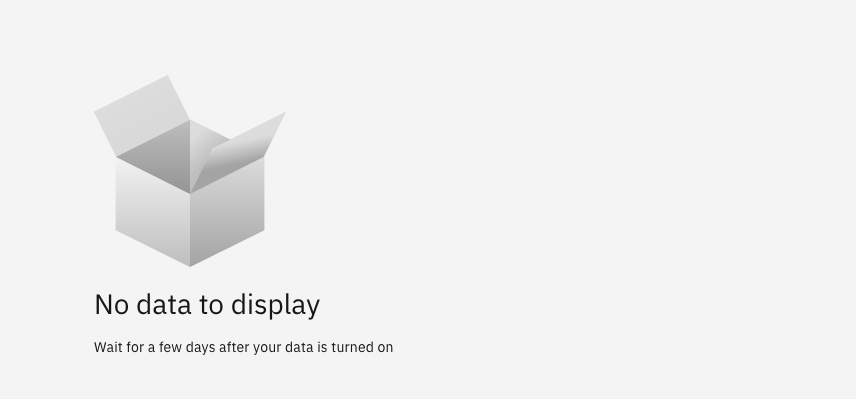 No data to display
Wait for a few days after your data is turned on